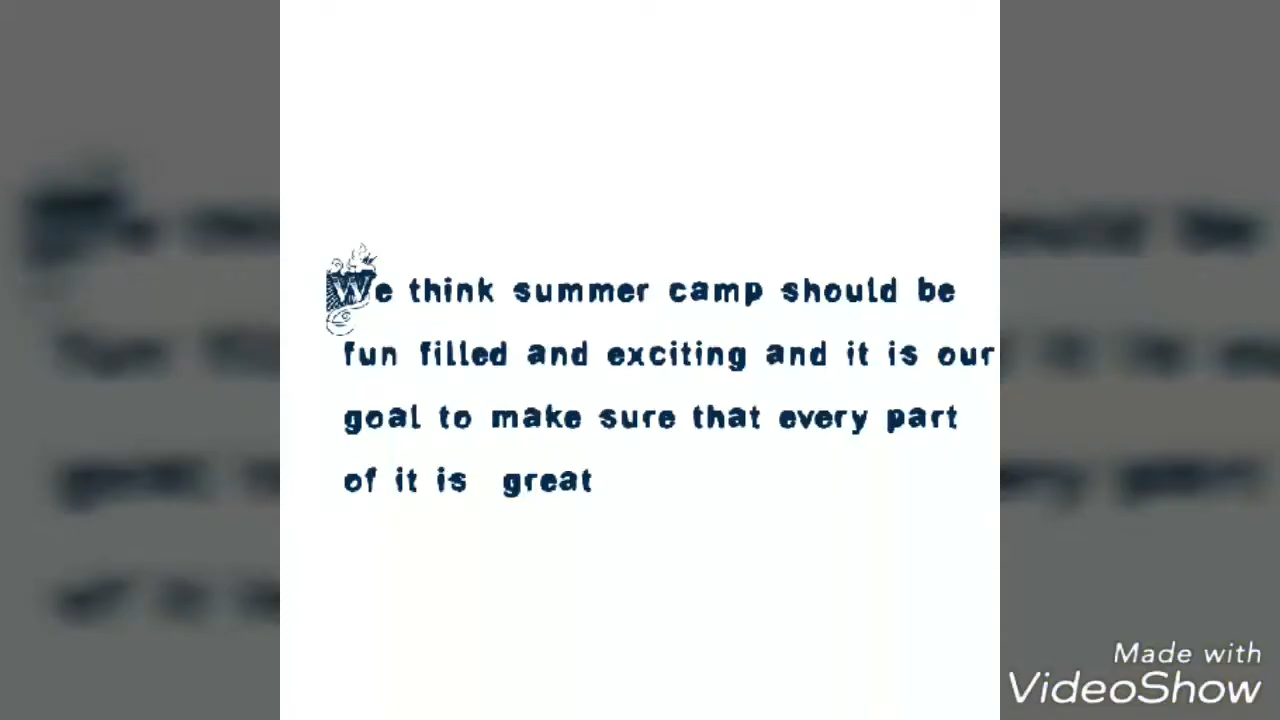 We think summer camp should be
fun filled and exciting and it is our
goal to make sure that every part
of it is great
Made with
VideoShow